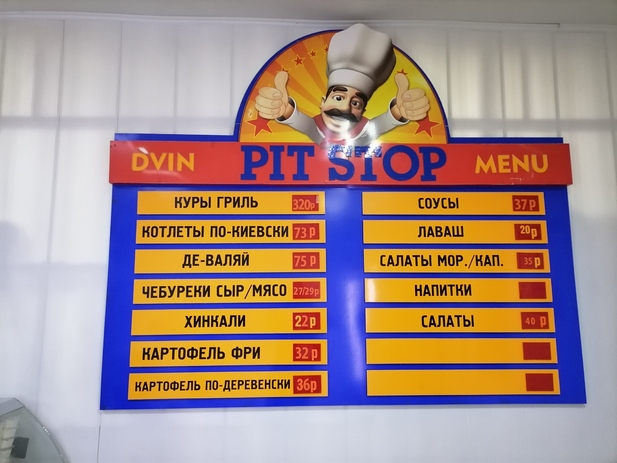 DVIN PIT STOP MENU
КУРЫ ГРИЛЬ 320р
КОТЛЕТЫ ПО-КИЕВСКИ 73 р
ДЕ-ВАЛЯЙ 75 р
ЧЕБУРЕКИ СЫР/МЯСО 27/29р
ХИНКАЛИ 22 р
КАРТОФЕЛЬ ФРИ 32 р
КАРТОФЕЛЬ ПО-ДЕРЕВЕНСКИ 36р
СОУСЫ 37 р
ЛАВАШ 20р
САЛАТЫ МОР./КАП. 35 р
НАПИТКИ
САЛАТЫ 40 р